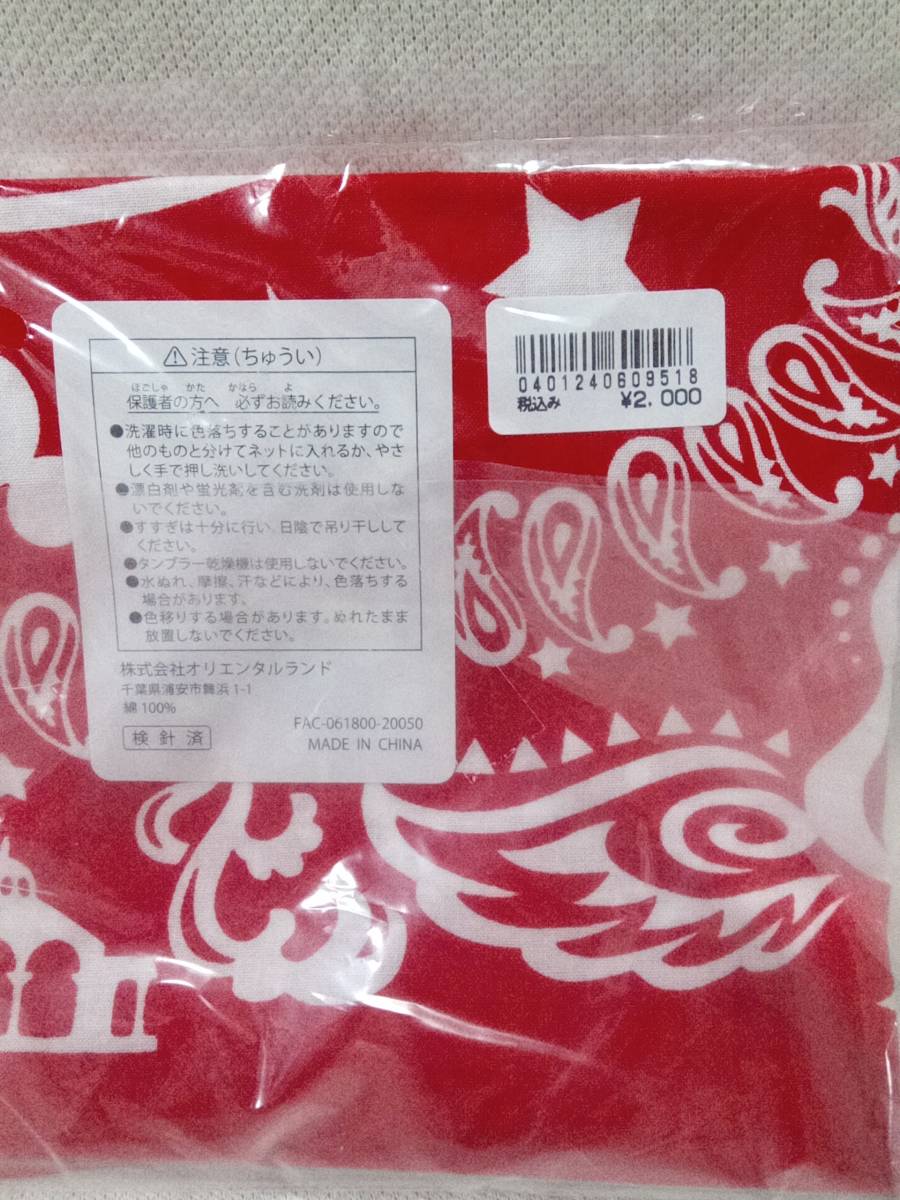 ⚠注意(ちゅうい)
ほごしゃ かた かなら よ
保護者の方へ 必ずお読みください。
●洗濯時に色落ちすることがありますので
他のものと分けてネットに入れるか、やさ
しく手で押し洗いしてください。
●漂白剤や蛍光剤を含む洗剤は使用しな
いでください。
●すすぎは十分に行い、日陰で吊り干しして
ください。
●タンブラー乾燥機は使用しないでください。
●水ぬれ、摩擦、汗などにより、色落ちする
場合があります。
●色移りする場合があります。ぬれたまま
放置しないでください。
株式会社オリエンタルランド
千葉県浦安市舞浜1-1
綿100%
検針済
FAC-061800-20050
MADE IN CHINA
0401240609518
税込み ¥2,000